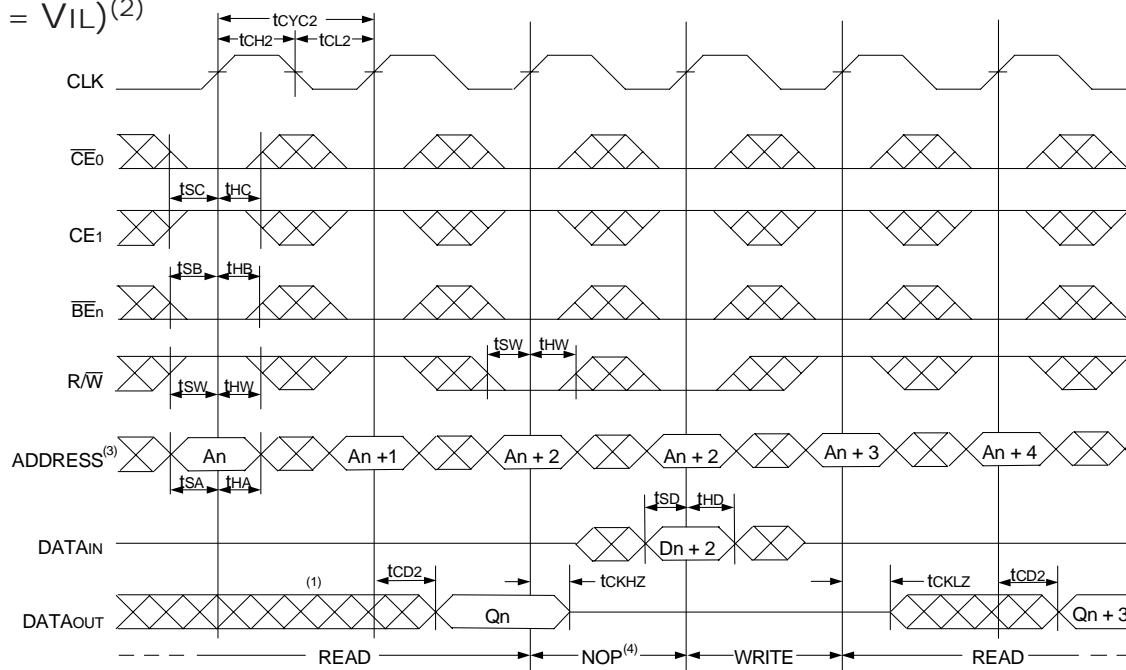 = VIL)(2)
tCYC2
tCH2 tCL2
CLK
CE0
tSC tHC
CE1
tSB tHB
BEn
tSW tHW
R/W
tSW tHW
ADDRESS(3) An An +1 An + 2 An + 2 An + 3 An + 4
tSA tHA
tSD tHD
DATAIN Dn + 2
(1) tCD2 tCKHZ tCKLZ tCD2
DATAOUT Qn Qn + 3
READ NOP(4) WRITE READ